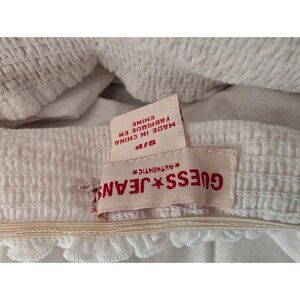 GUESS★JEANS
★AUTHENTIC★
S/P
MADE IN CHINA
FABRIQUE EN
CHINE